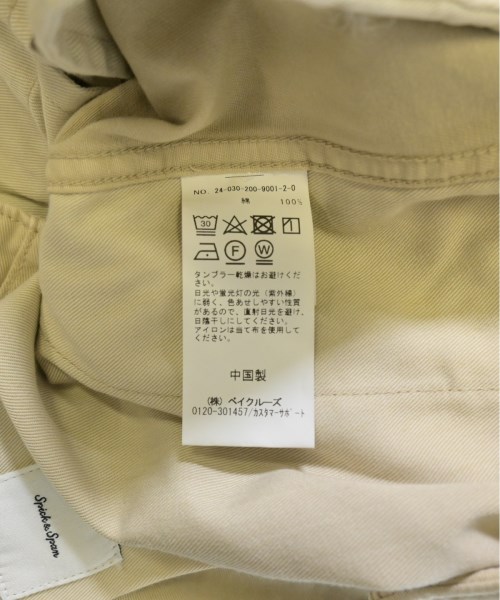 NO. 24-030-200-9001-2-0
綿 100%
30
F W
タンブラー乾燥はお避けくだ
さい。
日光や蛍光灯の光（紫外線）
に弱く、色あせしやすい性質
があるので、直射日光を避け、
日陰干しにしてください。
アイロンは当て布を使用して
ください。
中国製
（株）ベイクルーズ
0120-301457/カスタマーサポート
Spick & Span